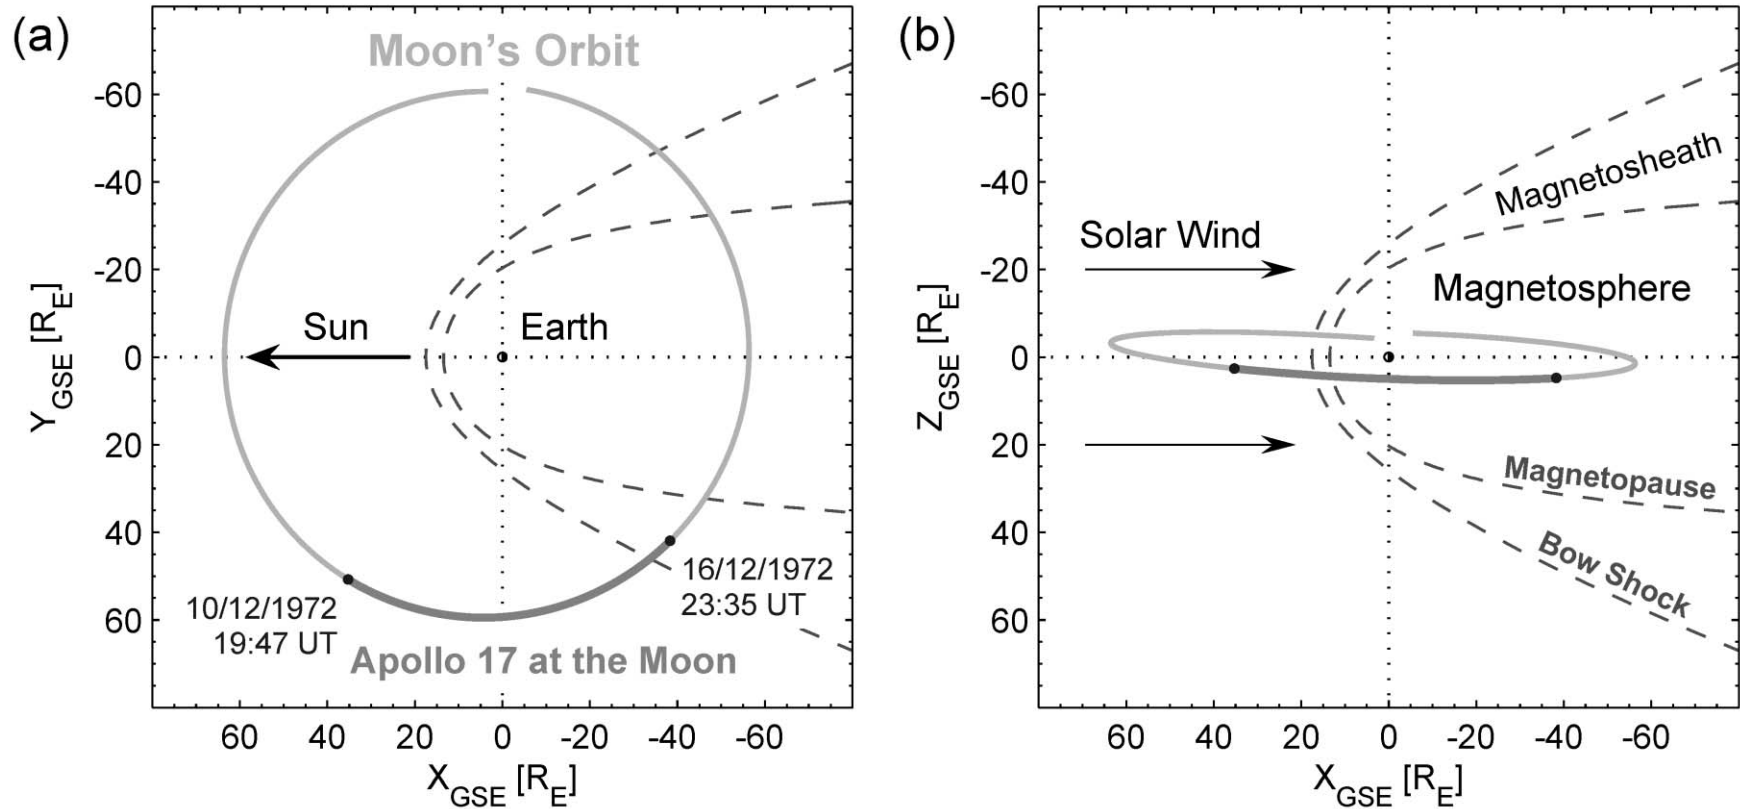 (a)
Moon's Orbit
-60
-40
-20
0
20
40
60
Y_GSE [R_E]
Sun
Earth
10/12/1972
19:47 UT
16/12/1972
23:35 UT
Apollo 17 at the Moon
60 40 20 0 -20 -40 -60
X_GSE [R_E]
(b)
-60
-40
-20
0
20
40
60
Z_GSE [R_E]
Magnetosheath
Solar Wind
Magnetosphere
Magnetopause
Bow Shock
60 40 20 0 -20 -40 -60
X_GSE [R_E]